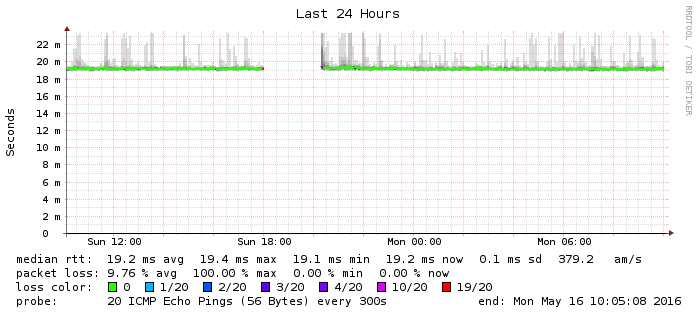 Last 24 Hours
RRDTOOL / TOBI OETIKER
Seconds
22 m
20 m
18 m
16 m
14 m
12 m
10 m
8 m
6 m
4 m
2 m
0
Sun 12:00 Sun 18:00 Mon 00:00 Mon 06:00
median rtt: 19.2 ms avg 19.4 ms max 19.1 ms min 19.2 ms now 0.1 ms sd 379.2 am/s
packet loss: 9.76 % avg 100.00 % max 0.00 % min 0.00 % now
loss color: 0 1/20 2/20 3/20 4/20 10/20 19/20
probe: 20 ICMP Echo Pings (56 Bytes) every 300s end: Mon May 16 10:05:08 2016